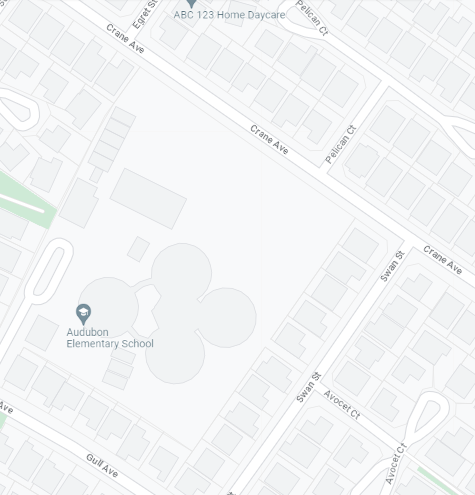 Egret St
ABC 123 Home Daycare
Pelican Ct
Crane Ave
Crane Ave
Pelican Ct
Crane Ave
Swan St
Audubon
Elementary School
Swan St
Avocet Ct
Ave
Gull Ave
Avocet Ct